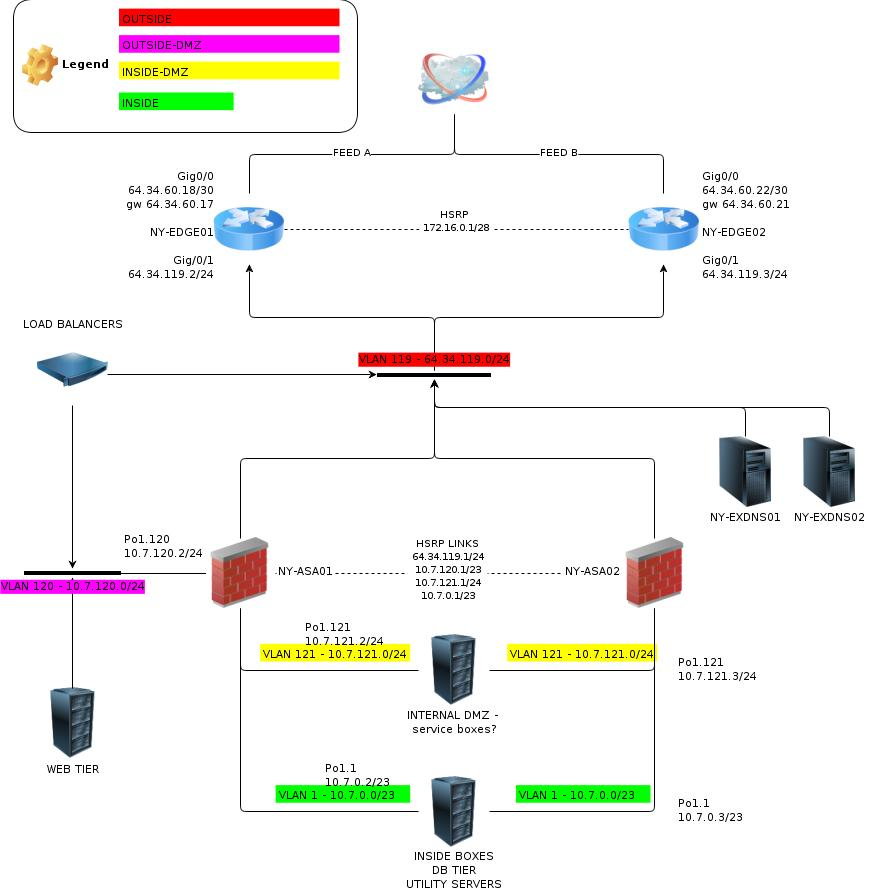 OUTSIDE
OUTSIDE-DMZ
Legend
INSIDE-DMZ
INSIDE
FEED A
FEED B
Gig0/0
64.34.60.18/30
gw 64.34.60.17
NY-EDGE01
Gig/0/1
64.34.119.2/24
HSRP
172.16.0.1/28
Gig0/0
64.34.60.22/30
gw 64.34.60.21
NY-EDGE02
Gig0/1
64.34.119.3/24
LOAD BALANCERS
VLAN 119 - 64.34.119.0/24
NY-EXDNS01
NY-EXDNS02
Po1.120
10.7.120.2/24
VLAN 120 - 10.7.120.0/24
NY-ASA01
HSRP LINKS
64.34.119.1/24
10.7.120.1/23
10.7.121.1/24
10.7.0.1/23
NY-ASA02
Po1.121
10.7.121.2/24
VLAN 121 - 10.7.121.0/24
VLAN 121 - 10.7.121.0/24
Po1.121
10.7.121.3/24
INTERNAL DMZ -
service boxes?
WEB TIER
Po1.1
10.7.0.2/23
VLAN 1 - 10.7.0.0/23
VLAN 1 - 10.7.0.0/23
Po1.1
10.7.0.3/23
INSIDE BOXES
DB TIER
UTILITY SERVERS